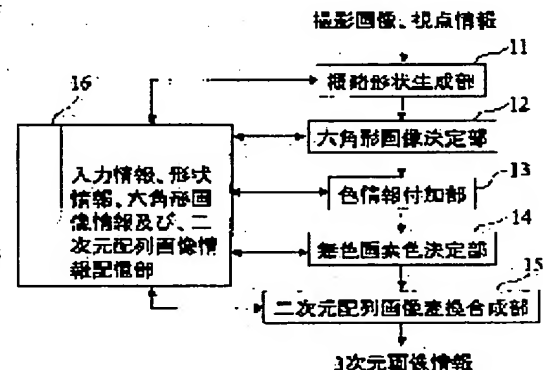 撮影画像、視点情報
11
概略形状生成部
16
12
六角形画像決定部
入力情報、形状
情報、六角形画
像情報及び、二
次元配列画像情
報記憶部
13
色情報付加部
14
無色画素色決定部
15
二次元配列画像変換合成部
3次元画像情報